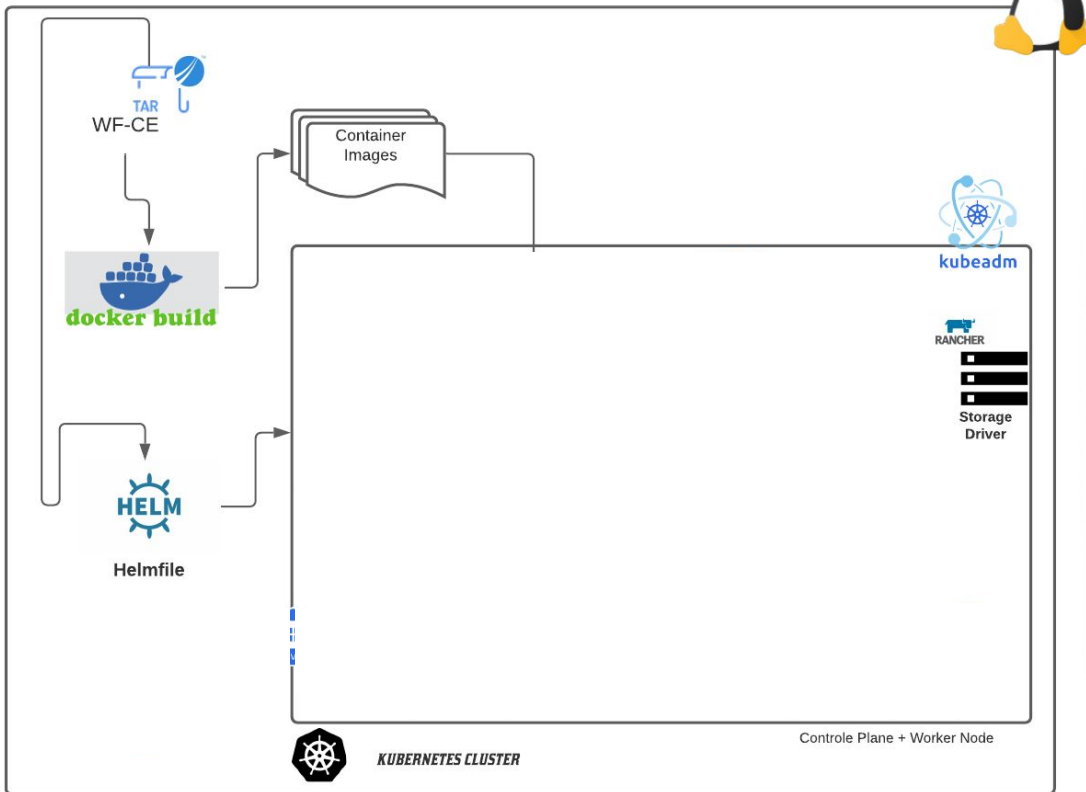 TAR
WF-CE
Container
Images
kubeadm
docker build
RANCHER
Storage
Driver
HELM
Helmfile
Controle Plane + Worker Node
KUBERNETES CLUSTER